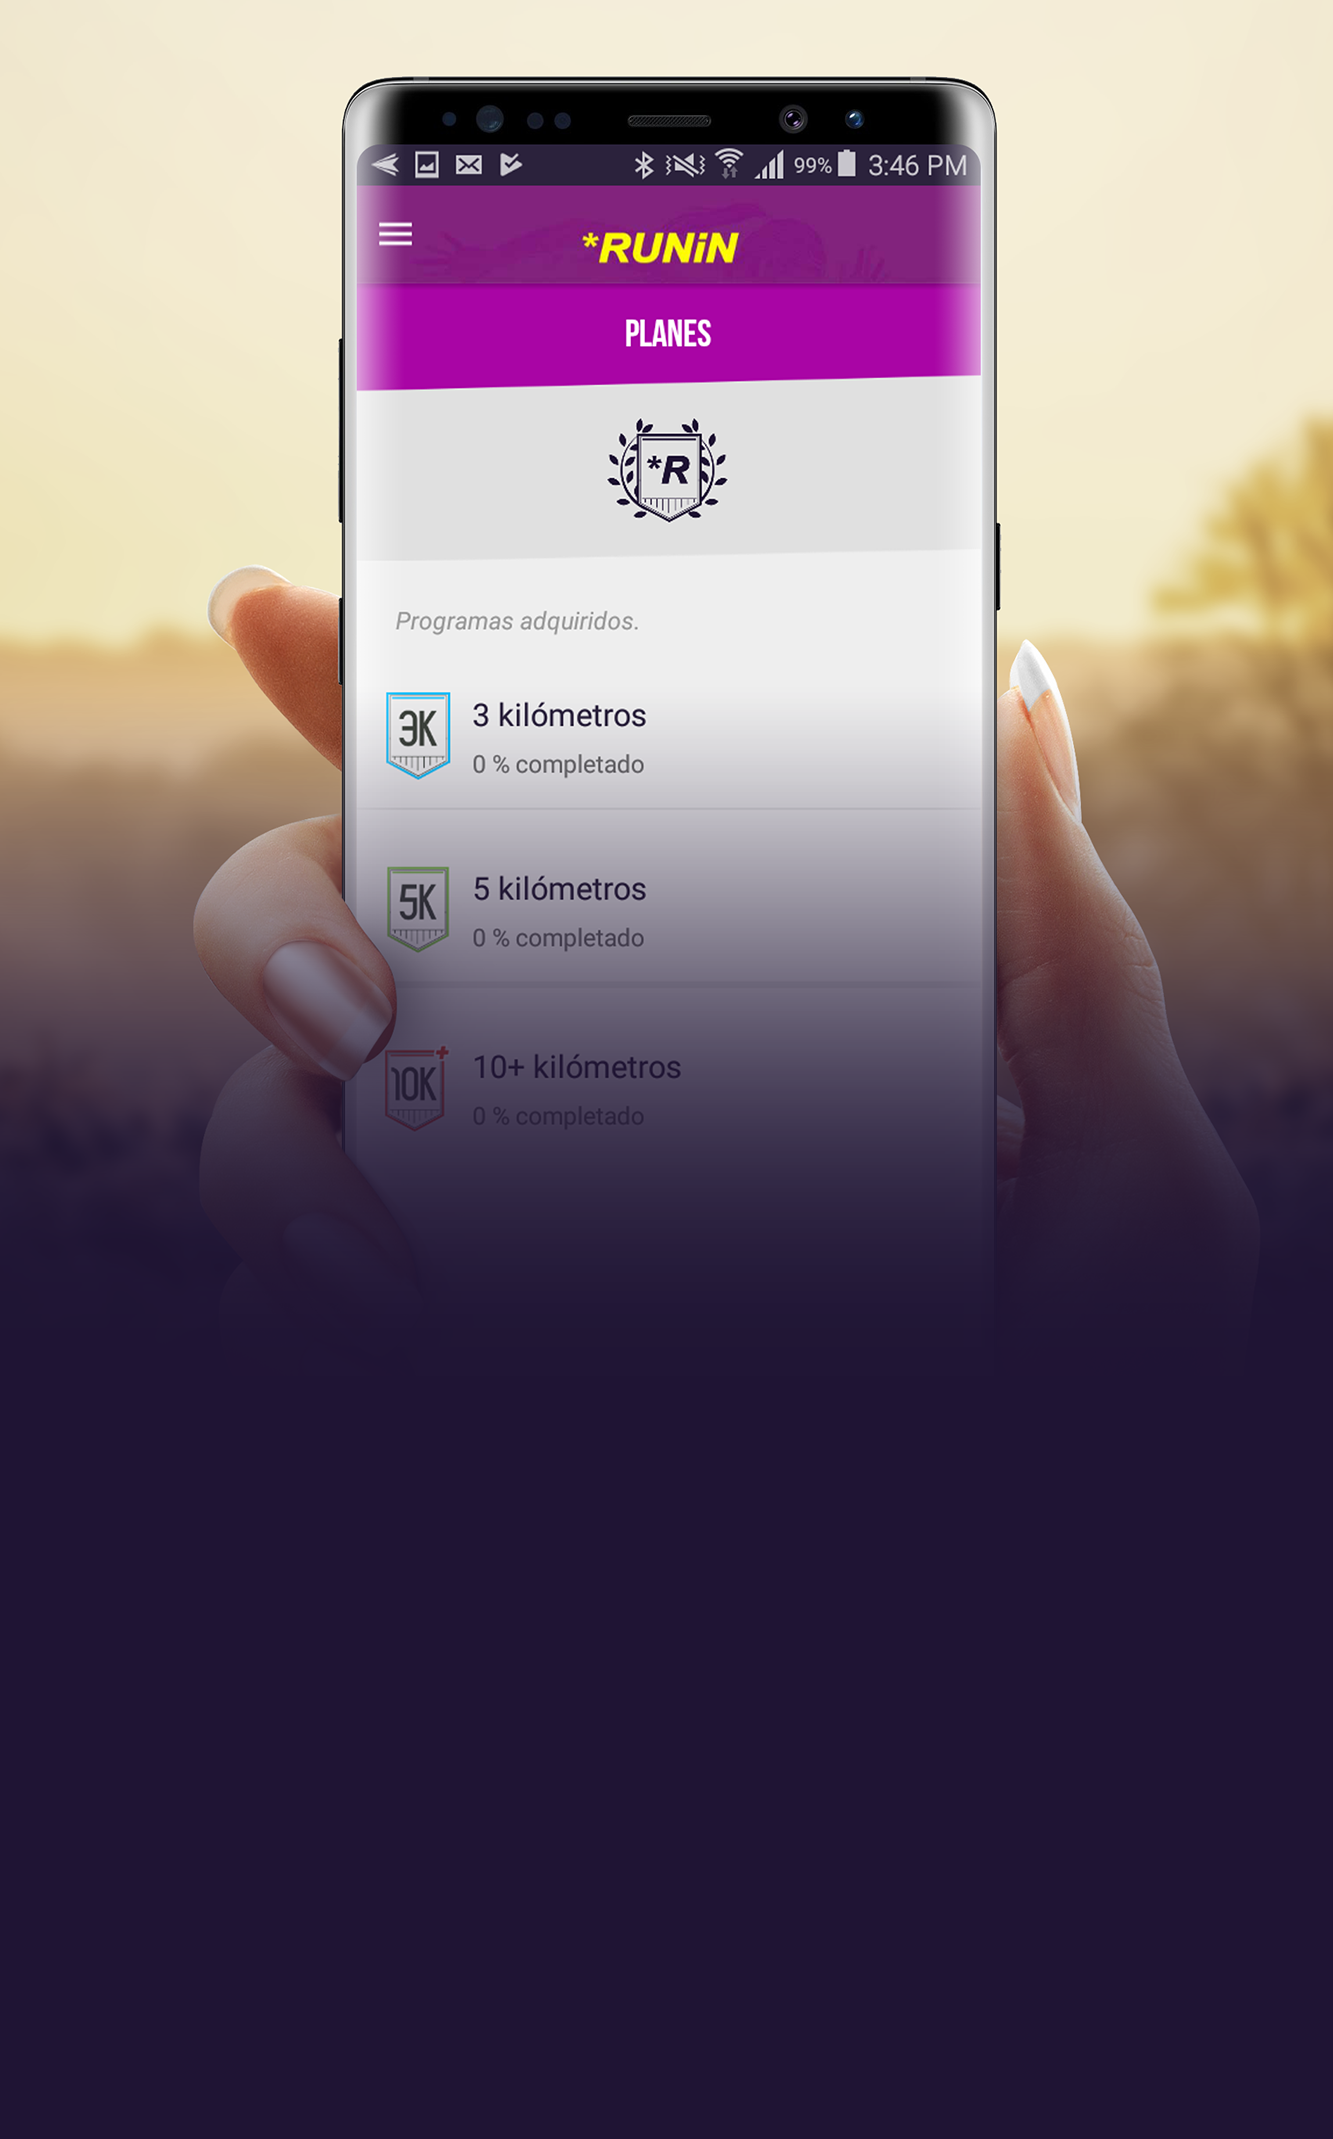 99% 3:46 PM
*RUNiN
PLANES
*R
Programas adquiridos.
3K
3 kilómetros
0 % completado
5K
5 kilómetros
0 % completado
10K+
10+ kilómetros
0 % completado